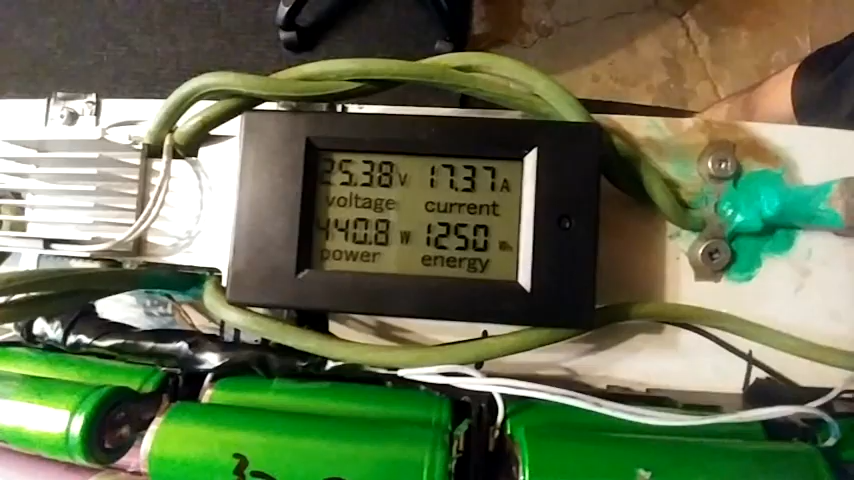 25.38 V 17.37 A
voltage current
440.8 W 1250 Wh
power energy